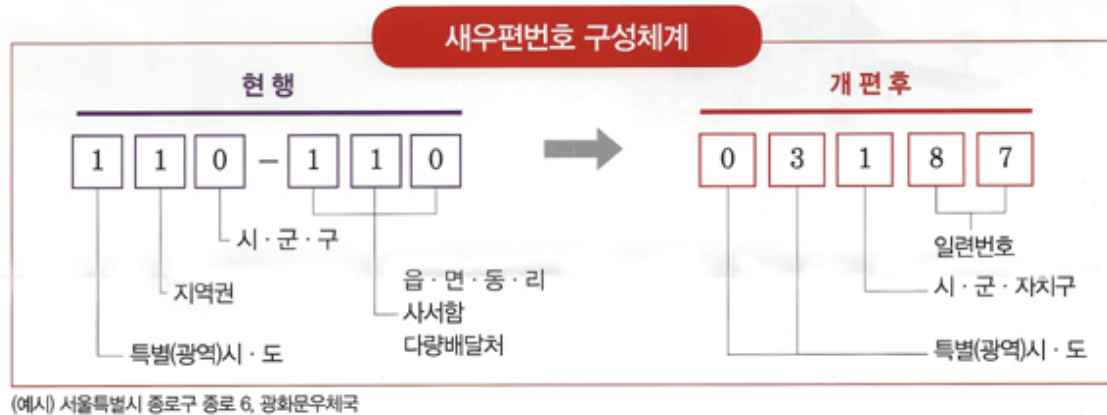 새우편번호 구성체계
현 행
개 편 후
1 1 0 - 1 1 0
0 3 1 8 7
시 · 군 · 구
지역권
특별(광역)시 · 도
읍 · 면 · 동 · 리
사서함
다량배달처
일련번호
시 · 군 · 자치구
특별(광역)시 · 도
(예시) 서울특별시 종로구 종로 6, 광화문우체국